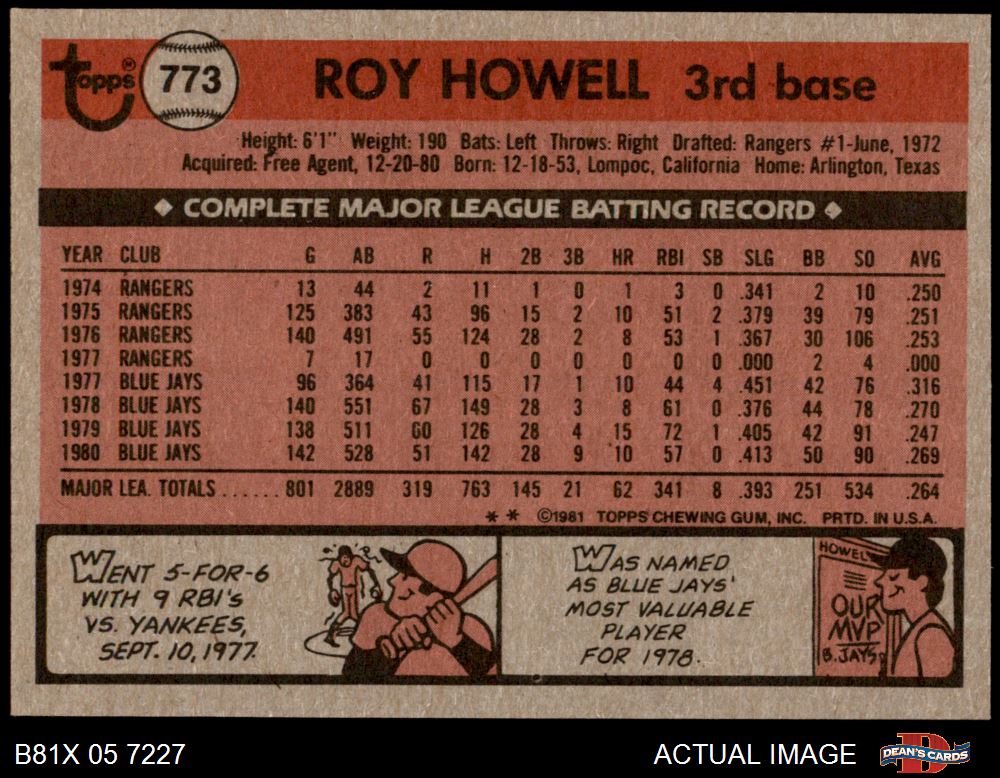 topps® 773 ROY HOWELL 3rd base
Height: 6'1" Weight: 190 Bats: Left Throws: Right Drafted: Rangers #1-June, 1972
Acquired: Free Agent, 12-20-80 Born: 12-18-53, Lompoc, California Home: Arlington, Texas
◆ COMPLETE MAJOR LEAGUE BATTING RECORD ◆
YEAR CLUB G AB R H 2B 3B HR RBI SB SLG BB SO AVG
1974 RANGERS 13 44 2 11 1 0 1 3 0 .341 2 10 .250
1975 RANGERS 125 383 43 96 15 2 10 51 2 .379 39 79 .251
1976 RANGERS 140 491 55 124 28 2 8 53 1 .367 30 106 .253
1977 RANGERS 7 17 0 0 0 0 0 0 0 .000 2 4 .000
1977 BLUE JAYS 96 364 41 115 17 1 10 44 4 .451 42 76 .316
1978 BLUE JAYS 140 551 67 149 28 3 8 61 0 .376 44 78 .270
1979 BLUE JAYS 138 511 60 126 28 4 15 72 1 .405 42 91 .247
1980 BLUE JAYS 142 528 51 142 28 9 10 57 0 .413 50 90 .269
MAJOR LEA. TOTALS ...... 801 2889 319 763 145 21 62 341 8 .393 251 534 .264
* * ©1981 TOPPS CHEWING GUM, INC. PRTD. IN U.S.A.
WENT 5-FOR-6
WITH 9 RBI'S
VS. YANKEES,
SEPT. 10, 1977.
WAS NAMED
AS BLUE JAYS'
MOST VALUABLE
PLAYER
FOR 1978.
HOWELL
OUR
MVP
B. JAYS
B81X 05 7227
ACTUAL IMAGE
D
DEAN'S CARDS